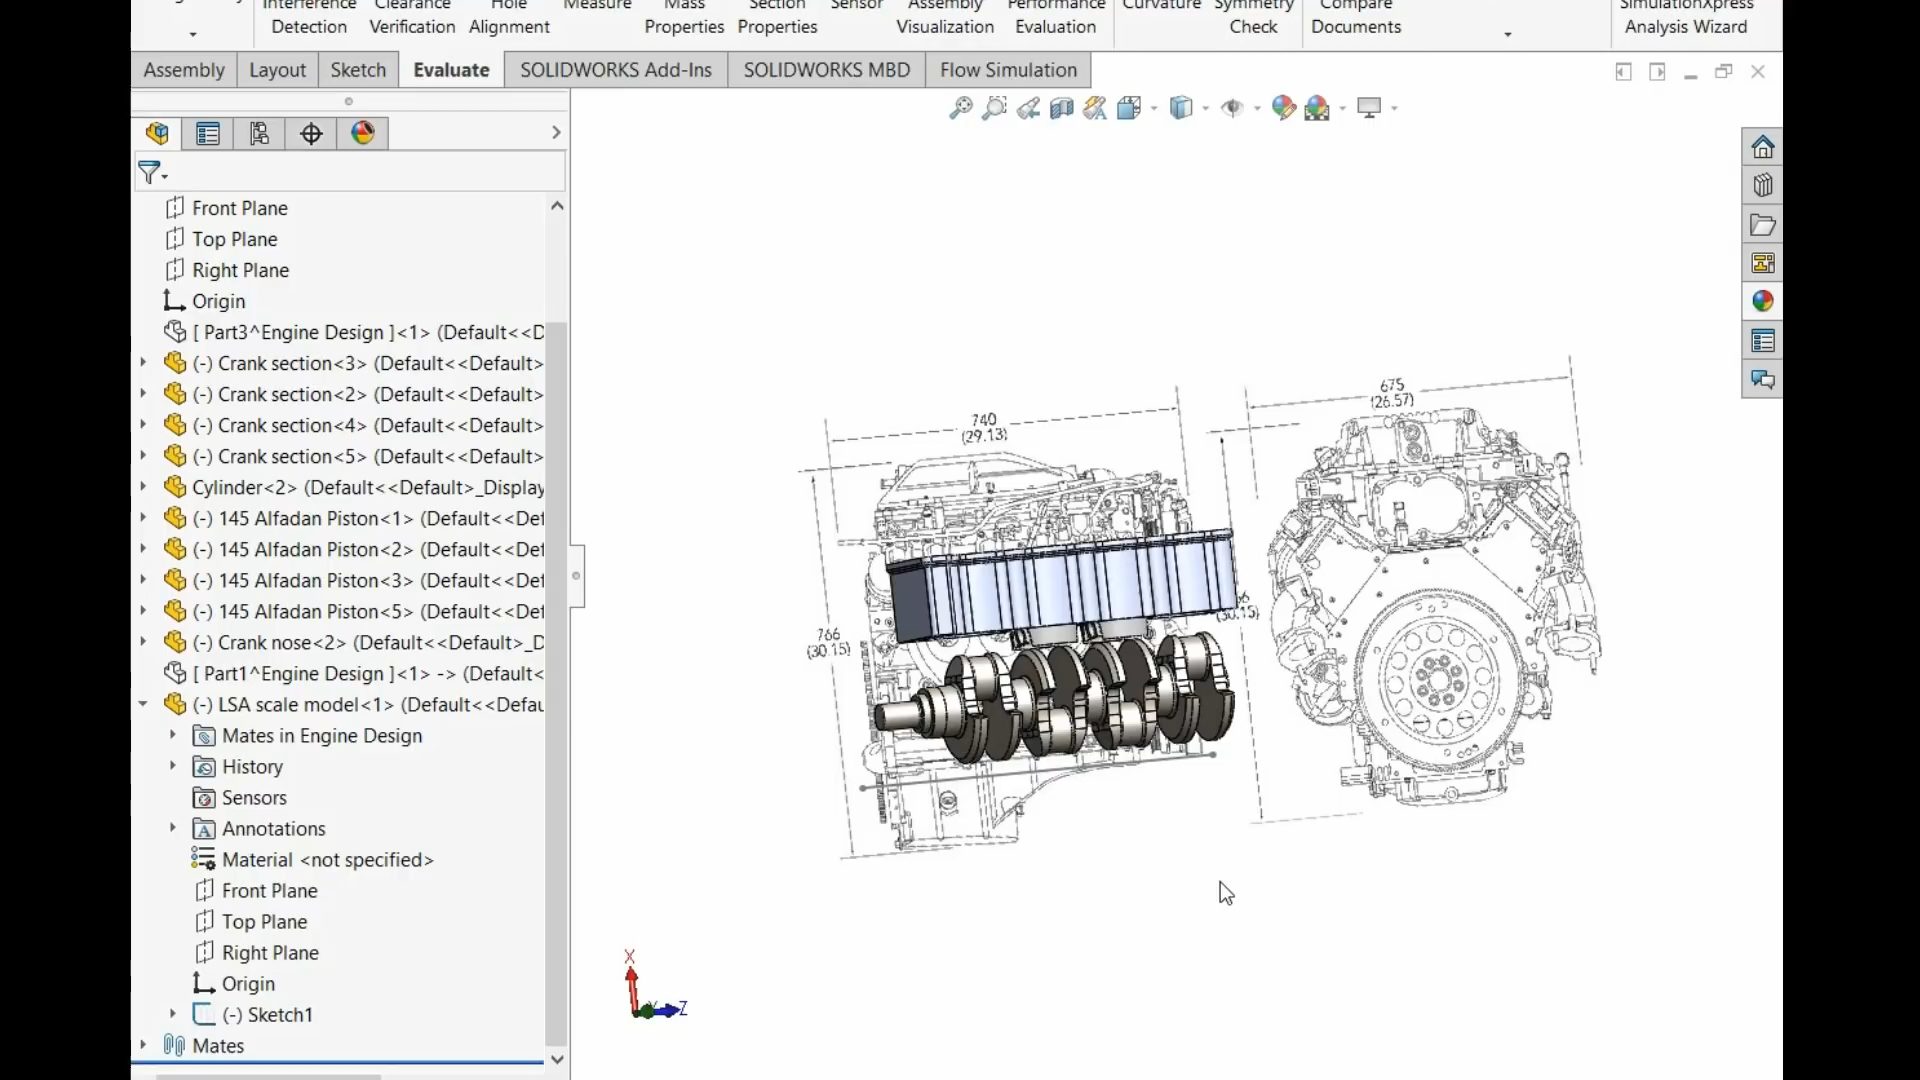 Interference Detection
Clearance Verification
Hole Alignment
Measure
Mass Properties
Section Properties
Sensor
Assembly Visualization
Performance Evaluation
Curvature
Symmetry Check
Compare Documents
SimulationXpress Analysis Wizard
Assembly Layout Sketch Evaluate SOLIDWORKS Add-Ins SOLIDWORKS MBD Flow Simulation
Front Plane
Top Plane
Right Plane
Origin
[ Part3^Engine Design ]<1> (Default<<D
(-) Crank section<3> (Default<<Default>
(-) Crank section<2> (Default<<Default>
(-) Crank section<4> (Default<<Default>
(-) Crank section<5> (Default<<Default>
Cylinder<2> (Default<<Default>_Display
(-) 145 Alfadan Piston<1> (Default<<Def
(-) 145 Alfadan Piston<2> (Default<<Def
(-) 145 Alfadan Piston<3> (Default<<Def
(-) 145 Alfadan Piston<5> (Default<<Def
(-) Crank nose<2> (Default<<Default>_D
[ Part1^Engine Design ]<1> -> (Default<
(-) LSA scale model<1> (Default<<Defau
Mates in Engine Design
History
Sensors
Annotations
Material <not specified>
Front Plane
Top Plane
Right Plane
Origin
(-) Sketch1
Mates
740
(29.13)
675
(26.57)
766
(30.15)
(30.15)
X
Z